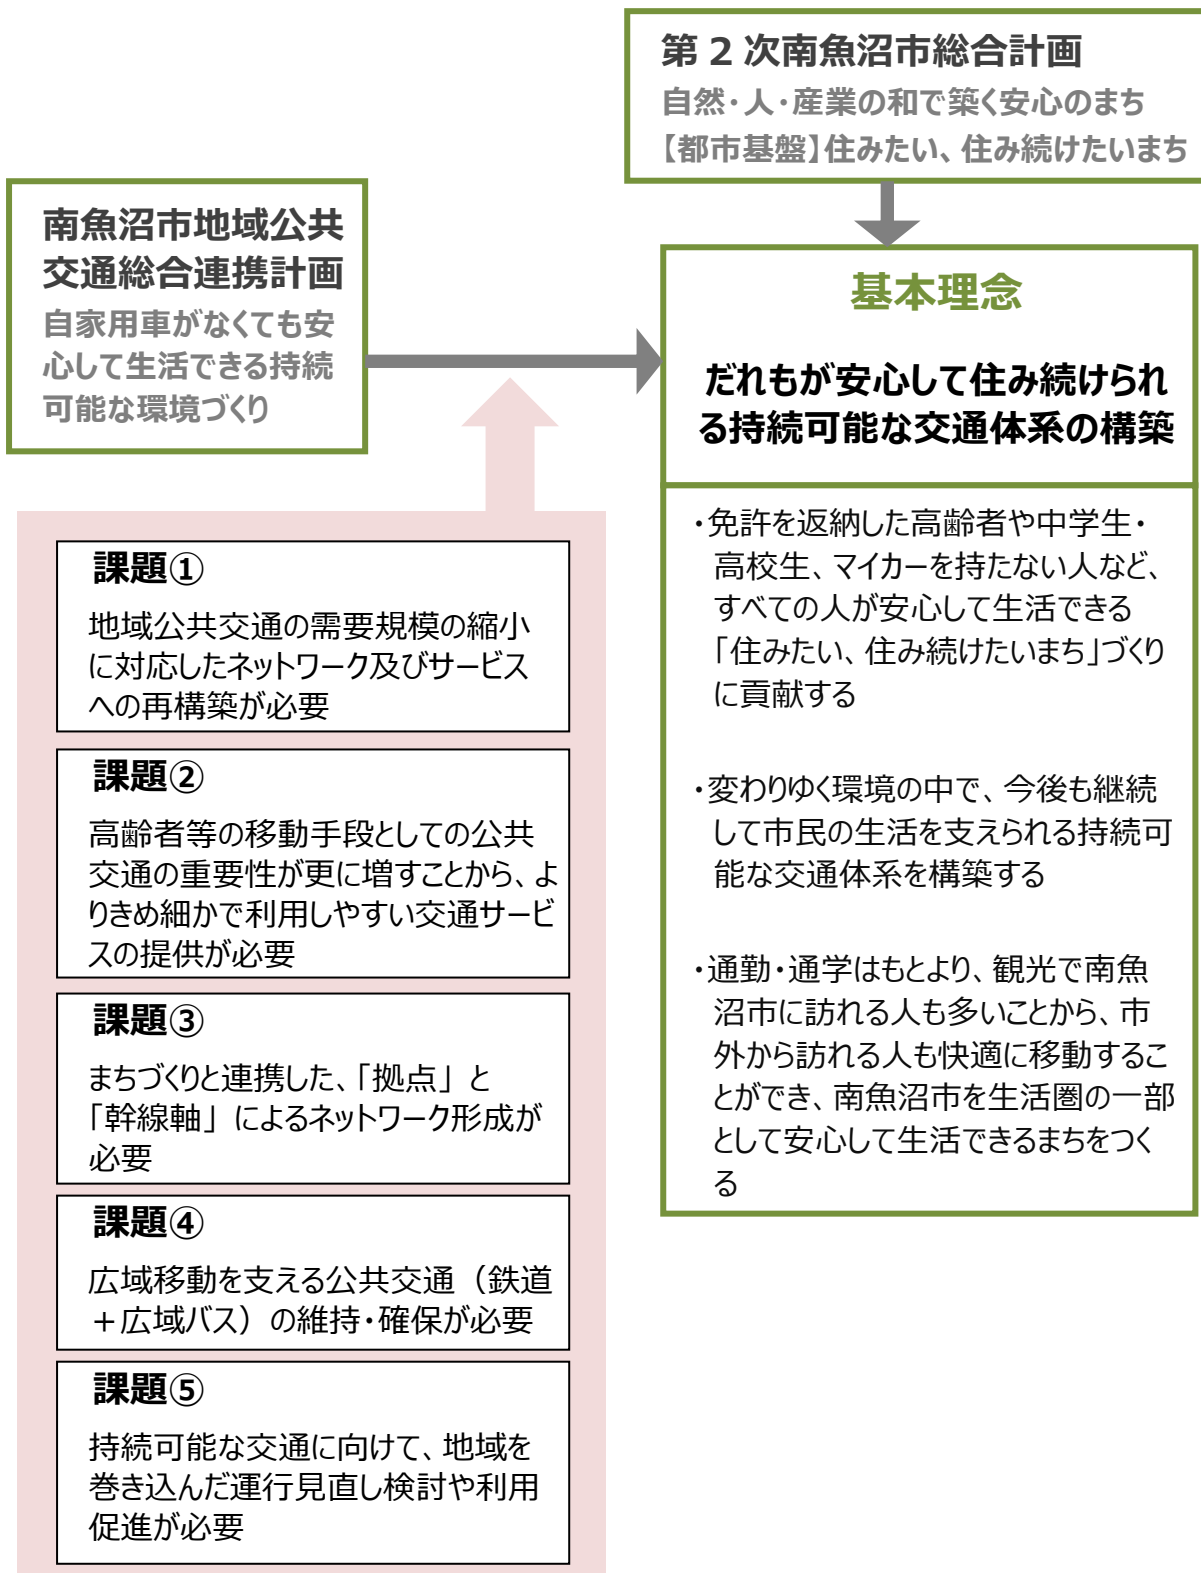 第2次南魚沼市総合計画
自然・人・産業の和で築く安心のまち
【都市基盤】住みたい、住み続けたいまち
南魚沼市地域公共
交通総合連携計画
自家用車がなくても安
心して生活できる持続
可能な環境づくり
基本理念
だれもが安心して住み続けられ
る持続可能な交通体系の構築
・免許を返納した高齢者や中学生・
高校生、マイカーを持たない人など、
すべての人が安心して生活できる
「住みたい、住み続けたいまち」づくり
に貢献する
・変わりゆく環境の中で、今後も継続
して市民の生活を支えられる持続可
能な交通体系を構築する
・通勤・通学はもとより、観光で南魚
沼市に訪れる人も多いことから、市
外から訪れる人も快適に移動するこ
とができ、南魚沼市を生活圏の一部
として安心して生活できるまちをつく
る
課題①
地域公共交通の需要規模の縮小
に対応したネットワーク及びサービス
への再構築が必要
課題②
高齢者等の移動手段としての公共
交通の重要性が更に増すことから、よ
りきめ細かで利用しやすい交通サービ
スの提供が必要
課題③
まちづくりと連携した、「拠点」と
「幹線軸」によるネットワーク形成が
必要
課題④
広域移動を支える公共交通（鉄道
＋広域バス）の維持・確保が必要
課題⑤
持続可能な交通に向けて、地域を
巻き込んだ運行見直し検討や利用
促進が必要